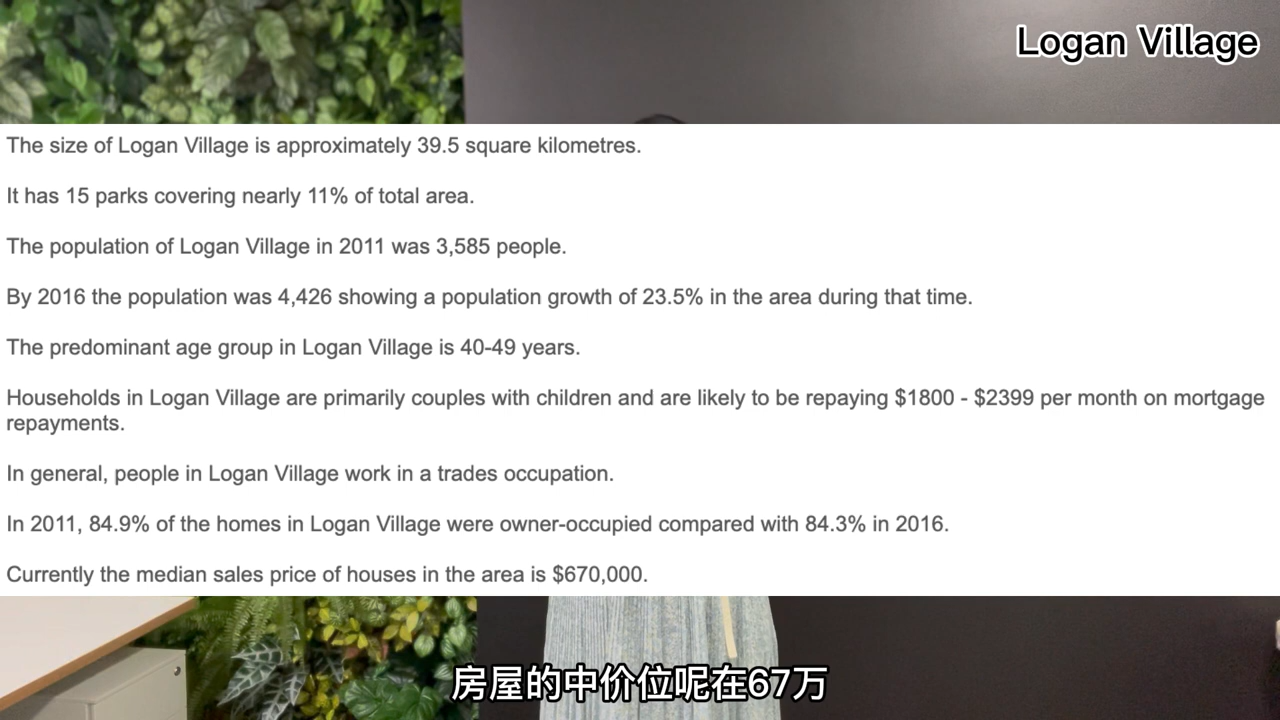 Logan Village
The size of Logan Village is approximately 39.5 square kilometres.
It has 15 parks covering nearly 11% of total area.
The population of Logan Village in 2011 was 3,585 people.
By 2016 the population was 4,426 showing a population growth of 23.5% in the area during that time.
The predominant age group in Logan Village is 40-49 years.
Households in Logan Village are primarily couples with children and are likely to be repaying $1800 - $2399 per month on mortgage
repayments.
In general, people in Logan Village work in a trades occupation.
In 2011, 84.9% of the homes in Logan Village were owner-occupied compared with 84.3% in 2016.
Currently the median sales price of houses in the area is $670,000.
房屋的中价位呢在67万